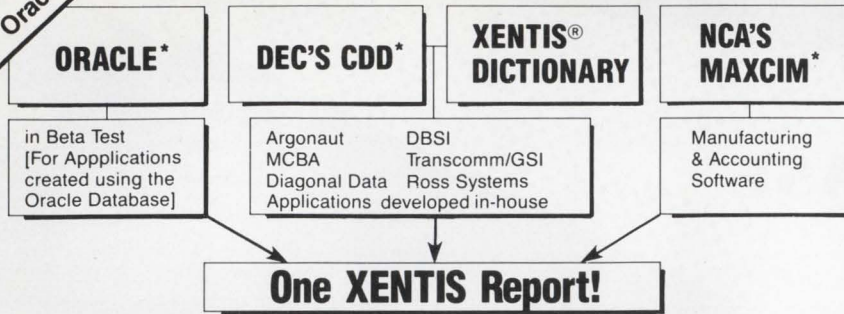 Orac
ORACLE*
DEC'S CDD*
XENTIS®
DICTIONARY
NCA'S
MAXCIM*
in Beta Test
[For Appplications
created using the
Oracle Database]
Argonaut DBSI
MCBA Transcomm/GSI
Diagonal Data Ross Systems
Applications developed in-house
Manufacturing
& Accounting
Software
One XENTIS Report!